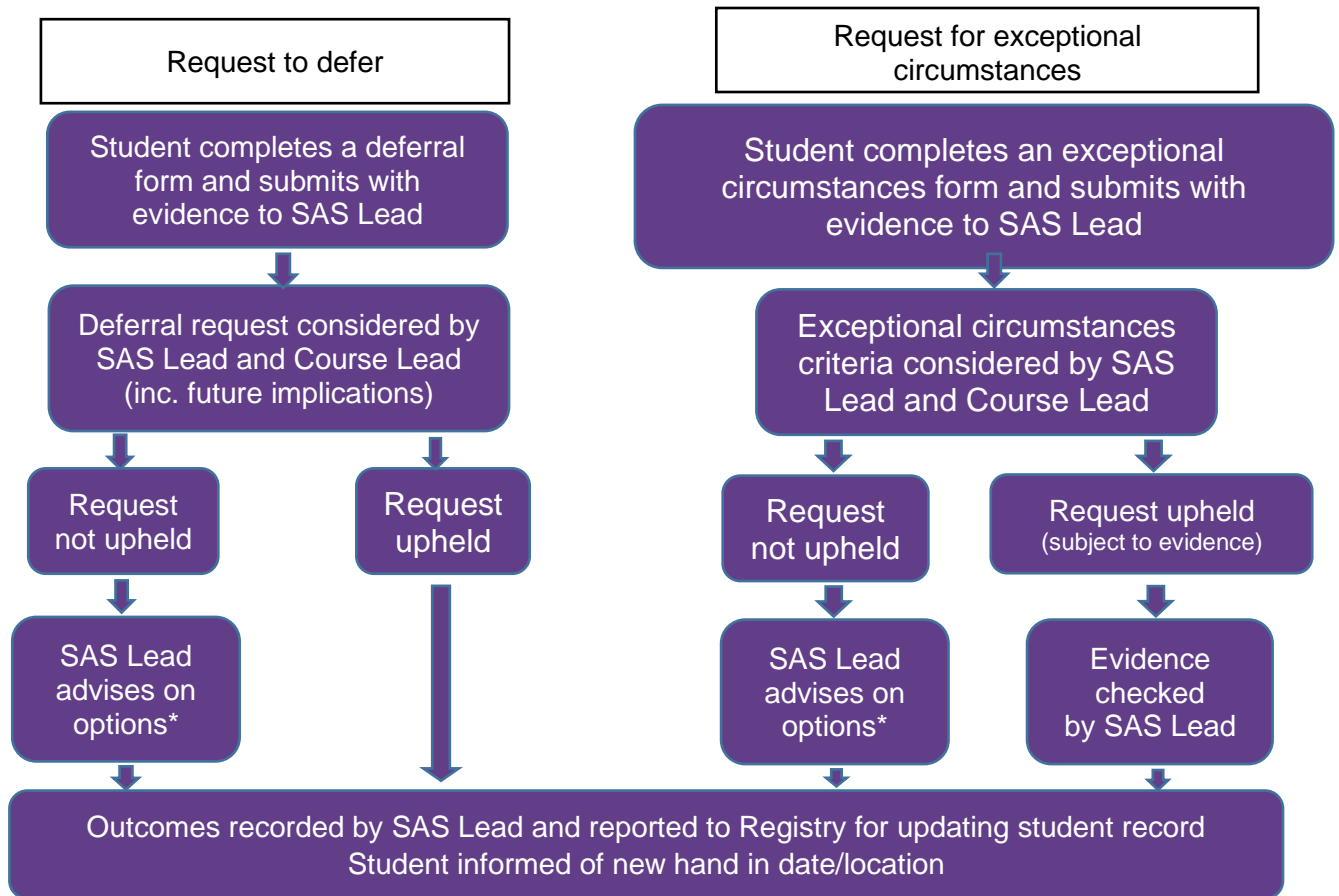 Request to defer
Request for exceptional
circumstances
Student completes a deferral
form and submits with
evidence to SAS Lead
Student completes an exceptional
circumstances form and submits with
evidence to SAS Lead
Deferral request considered by
SAS Lead and Course Lead
(inc. future implications)
Exceptional circumstances
criteria considered by SAS
Lead and Course Lead
Request
not upheld
Request
upheld
Request
not upheld
Request upheld
(subject to evidence)
SAS Lead
advises on
options*
SAS Lead
advises on
options*
Evidence
checked
by SAS Lead
Outcomes recorded by SAS Lead and reported to Registry for updating student record
Student informed of new hand in date/location